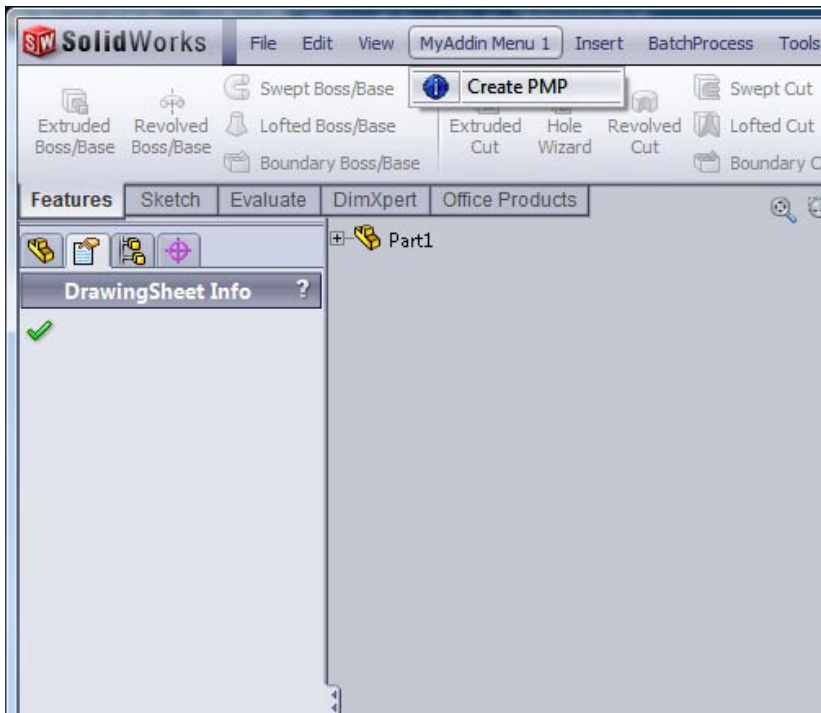 SW SolidWorks File Edit View MyAddin Menu 1 Insert BatchProcess Tools
Create PMP
Swept Boss/Base
Swept Cut
Extruded Boss/Base
Revolved Boss/Base
Lofted Boss/Base
Extruded Cut
Hole Wizard
Revolved Cut
Lofted Cut
Boundary Boss/Base
Boundary C
Features Sketch Evaluate DimXpert Office Products
Part1
DrawingSheet Info ?